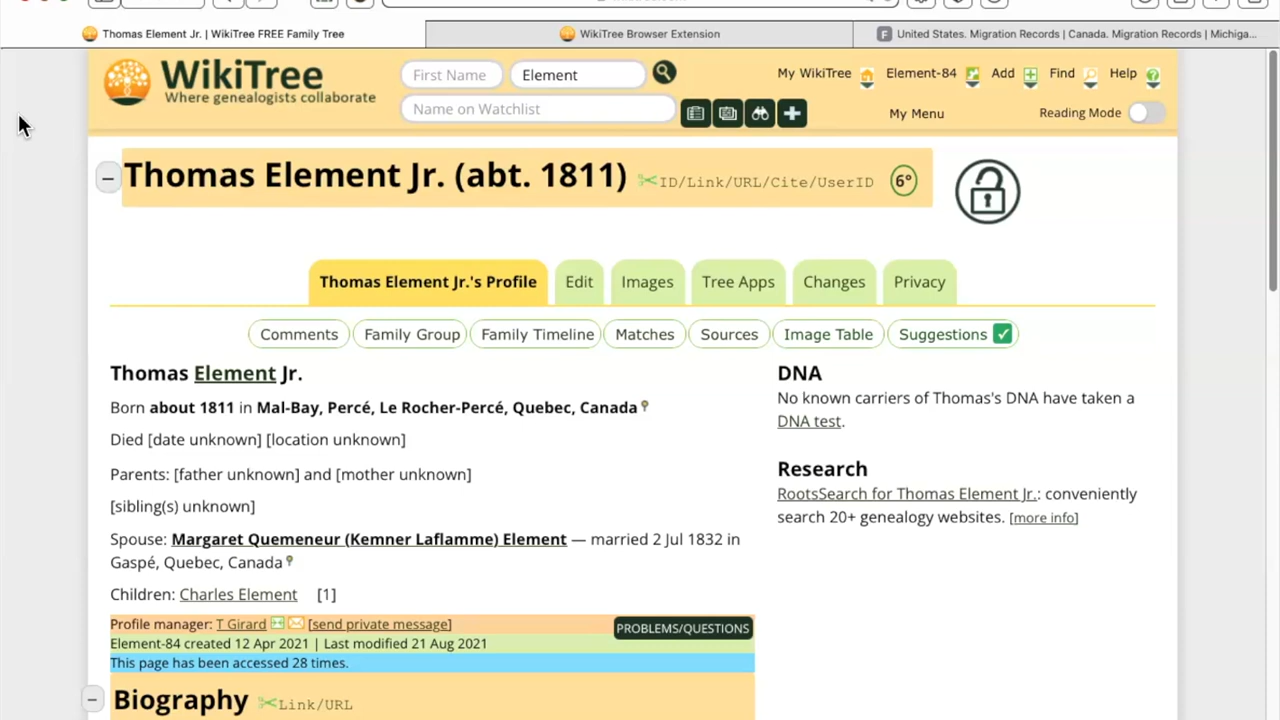 Thomas Element Jr. | WikiTree FREE Family Tree
WikiTree Browser Extension
United States. Migration Records | Canada. Migration Records | Michiga...
WikiTree
Where genealogists collaborate
First Name
Element
Name on Watchlist
My WikiTree
Element-84
Add
Find
Help
My Menu
Reading Mode
Thomas Element Jr. (abt. 1811)
ID/Link/URL/Cite/UserID
6°
Thomas Element Jr.'s Profile
Edit
Images
Tree Apps
Changes
Privacy
Comments
Family Group
Family Timeline
Matches
Sources
Image Table
Suggestions
Thomas Element Jr.
Born about 1811 in Mal-Bay, Percé, Le Rocher-Percé, Quebec, Canada
Died [date unknown] [location unknown]
Parents: [father unknown] and [mother unknown]
[sibling(s) unknown]
Spouse: Margaret Quemeneur (Kemner Laflamme) Element — married 2 Jul 1832 in
Gaspé, Quebec, Canada
Children: Charles Element [1]
Profile manager: T Girard [send private message]
PROBLEMS/QUESTIONS
Element-84 created 12 Apr 2021 | Last modified 21 Aug 2021
This page has been accessed 28 times.
Biography
Link/URL
DNA
No known carriers of Thomas's DNA have taken a
DNA test.
Research
RootsSearch for Thomas Element Jr.: conveniently
search 20+ genealogy websites. [more info]